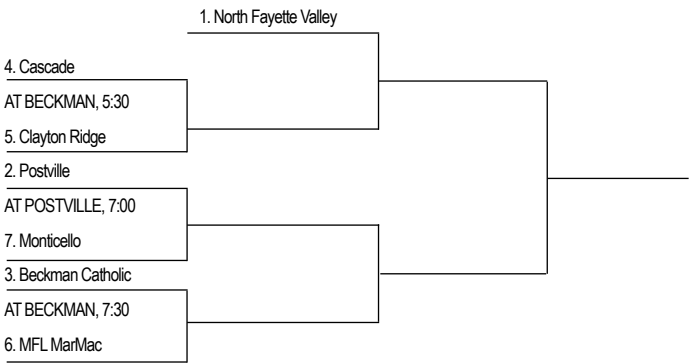 1. North Fayette Valley
4. Cascade
AT BECKMAN, 5:30
5. Clayton Ridge
2. Postville
AT POSTVILLE, 7:00
7. Monticello
3. Beckman Catholic
AT BECKMAN, 7:30
6. MFL MarMac